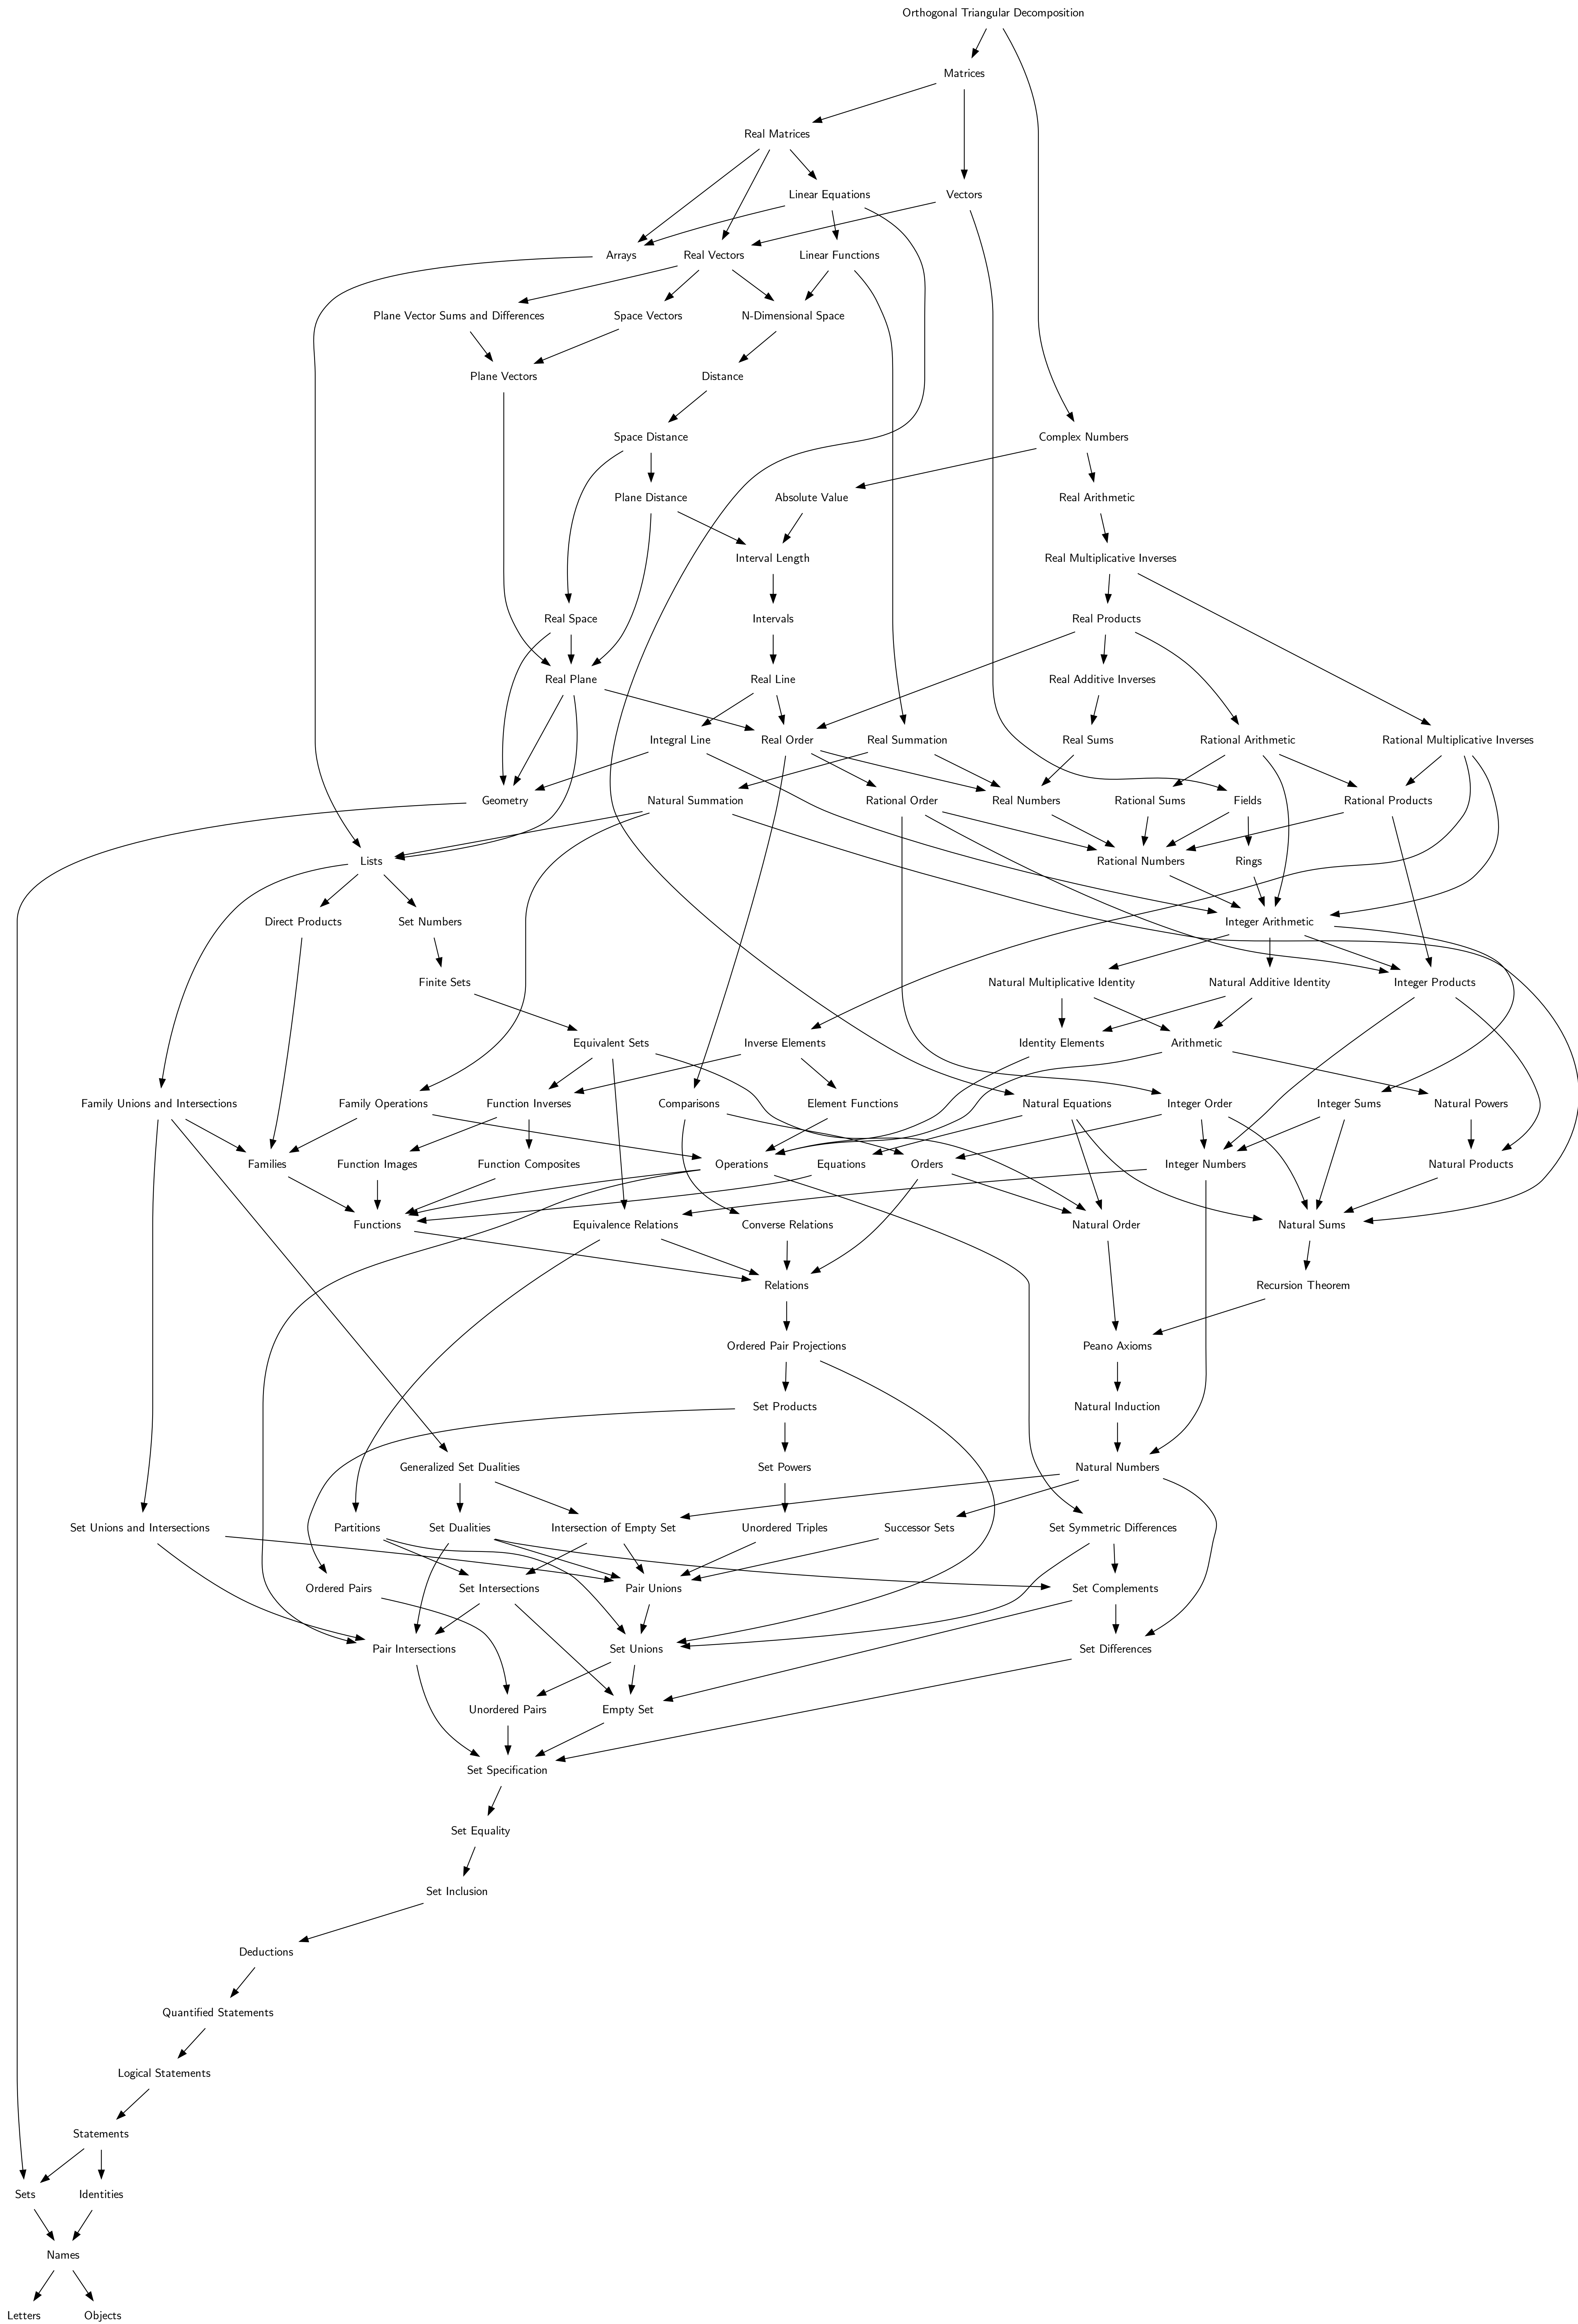 Orthogonal Triangular Decomposition
Matrices
Real Matrices
Linear Equations
Vectors
Arrays
Real Vectors
Linear Functions
Plane Vector Sums and Differences
Space Vectors
N-Dimensional Space
Plane Vectors
Distance
Space Distance
Complex Numbers
Plane Distance
Absolute Value
Real Arithmetic
Interval Length
Real Multiplicative Inverses
Real Space
Intervals
Real Products
Real Plane
Real Line
Real Additive Inverses
Integral Line
Real Order
Real Summation
Real Sums
Rational Arithmetic
Rational Multiplicative Inverses
Geometry
Natural Summation
Rational Order
Real Numbers
Rational Sums
Fields
Rational Products
Lists
Rational Numbers
Rings
Direct Products
Set Numbers
Integer Arithmetic
Finite Sets
Natural Multiplicative Identity
Natural Additive Identity
Integer Products
Equivalent Sets
Inverse Elements
Identity Elements
Arithmetic
Family Unions and Intersections
Family Operations
Function Inverses
Comparisons
Element Functions
Natural Equations
Integer Order
Integer Sums
Natural Powers
Families
Function Images
Function Composites
Operations
Equations
Orders
Integer Numbers
Natural Products
Functions
Equivalence Relations
Converse Relations
Natural Order
Natural Sums
Relations
Recursion Theorem
Ordered Pair Projections
Peano Axioms
Set Products
Natural Induction
Generalized Set Dualities
Set Powers
Natural Numbers
Set Unions and Intersections
Partitions
Set Dualities
Intersection of Empty Set
Unordered Triples
Successor Sets
Set Symmetric Differences
Ordered Pairs
Set Intersections
Pair Unions
Set Complements
Pair Intersections
Set Unions
Set Differences
Unordered Pairs
Empty Set
Set Specification
Set Equality
Set Inclusion
Deductions
Quantified Statements
Logical Statements
Statements
Sets
Identities
Names
Letters
Objects